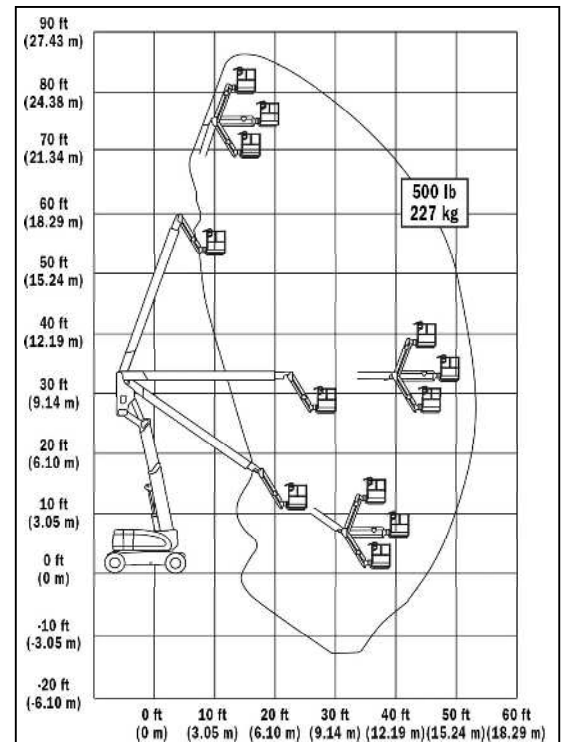 90 ft
(27.43 m)
80 ft
(24.38 m)
70 ft
(21.34 m)
60 ft
(18.29 m)
50 ft
(15.24 m)
40 ft
(12.19 m)
30 ft
(9.14 m)
20 ft
(6.10 m)
10 ft
(3.05 m)
0 ft
(0 m)
-10 ft
(-3.05 m)
-20 ft
(-6.10 m)
500 lb
227 kg
0 ft 10 ft 20 ft 30 ft 40 ft 50 ft 60 ft
(0 m) (3.05 m) (6.10 m) (9.14 m) (12.19 m) (15.24 m) (18.29 m)